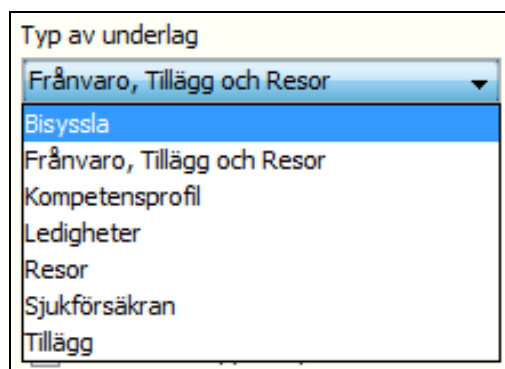 Typ av underlag
Frånvaro, Tillägg och Resor
Bisyssla
Frånvaro, Tillägg och Resor
Kompetensprofil
Ledigheter
Resor
Sjukförsäkran
Tillägg